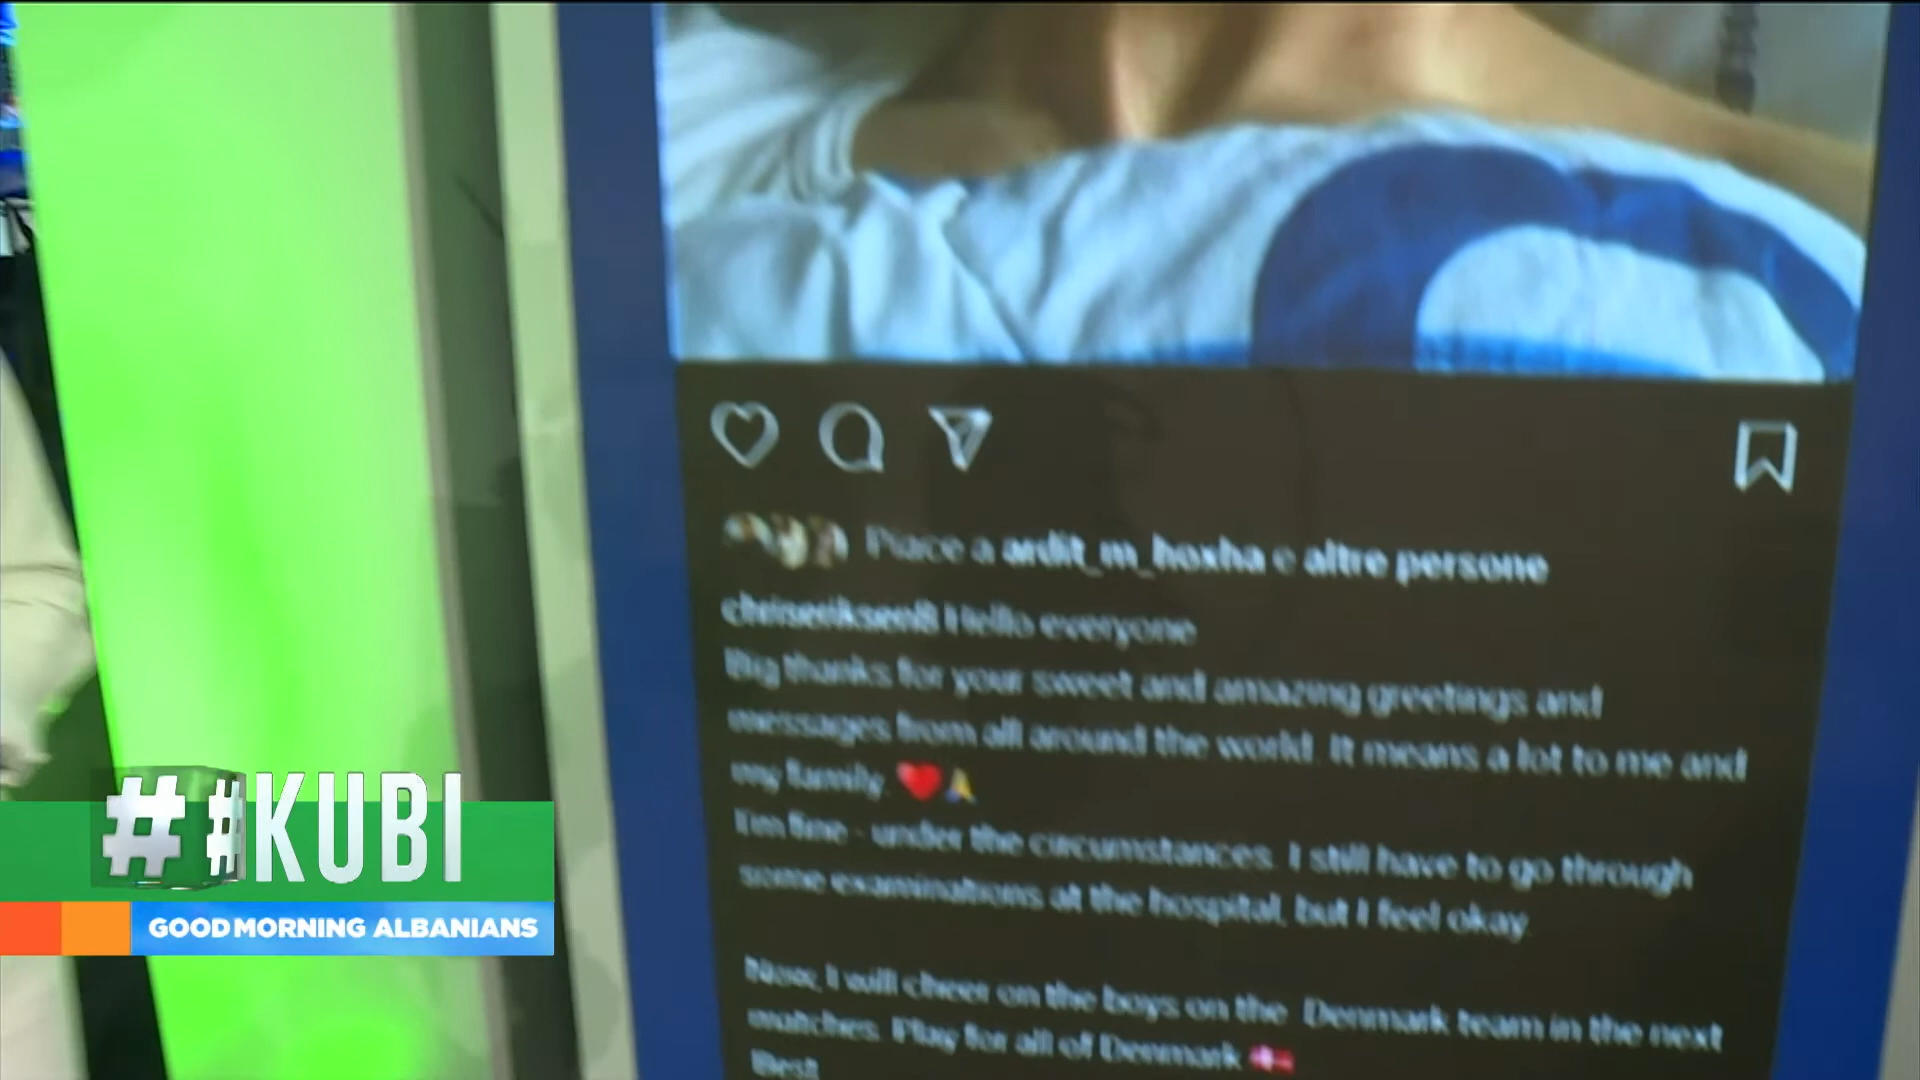 Piace a ardit_m_hoxha e altre persone
chriseriksen8 Hello everyone
Big thanks for your sweet and amazing greetings and
messages from all around the world. It means a lot to me and
my family.
I'm fine - under the circumstances. I still have to go through
some examinations at the hospital, but I feel okay.
Now, I will cheer on the boys on the Denmark team in the next
matches. Play for all of Denmark
Best
# #KUBI
GOOD MORNING ALBANIANS